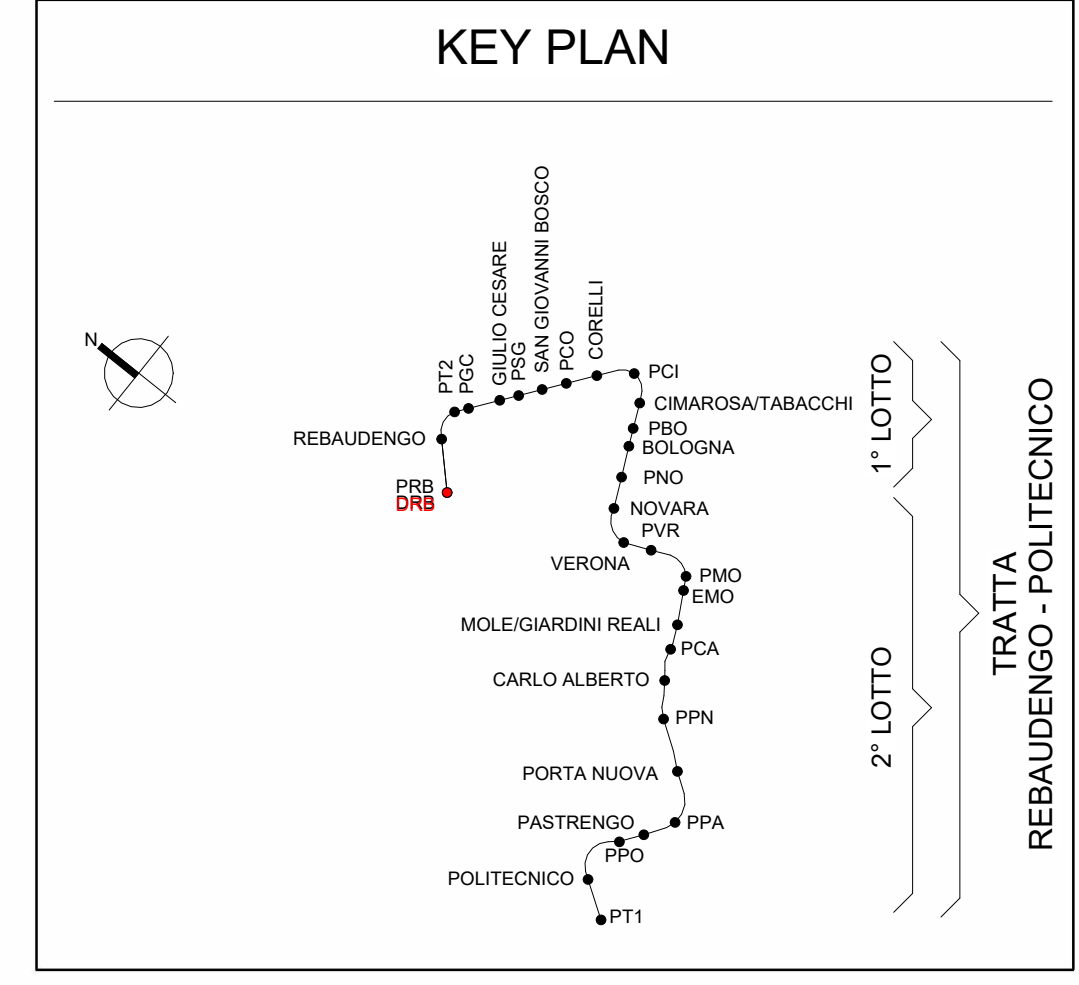 KEY PLAN
N
PT2
PGC
GIULIO CESARE
PSG
SAN GIOVANNI BOSCO
PCO
CORELLI
PCI
CIMAROSA/TABACCHI
REBAUDENGO
PBO
BOLOGNA
PNO
PRB
DRB
NOVARA
PVR
VERONA
PMO
EMO
MOLE/GIARDINI REALI
PCA
CARLO ALBERTO
PPN
PORTA NUOVA
PASTRENGO
PPA
PPO
POLITECNICO
PT1
1° LOTTO
2° LOTTO
TRATTA
REBAUDENGO - POLITECNICO